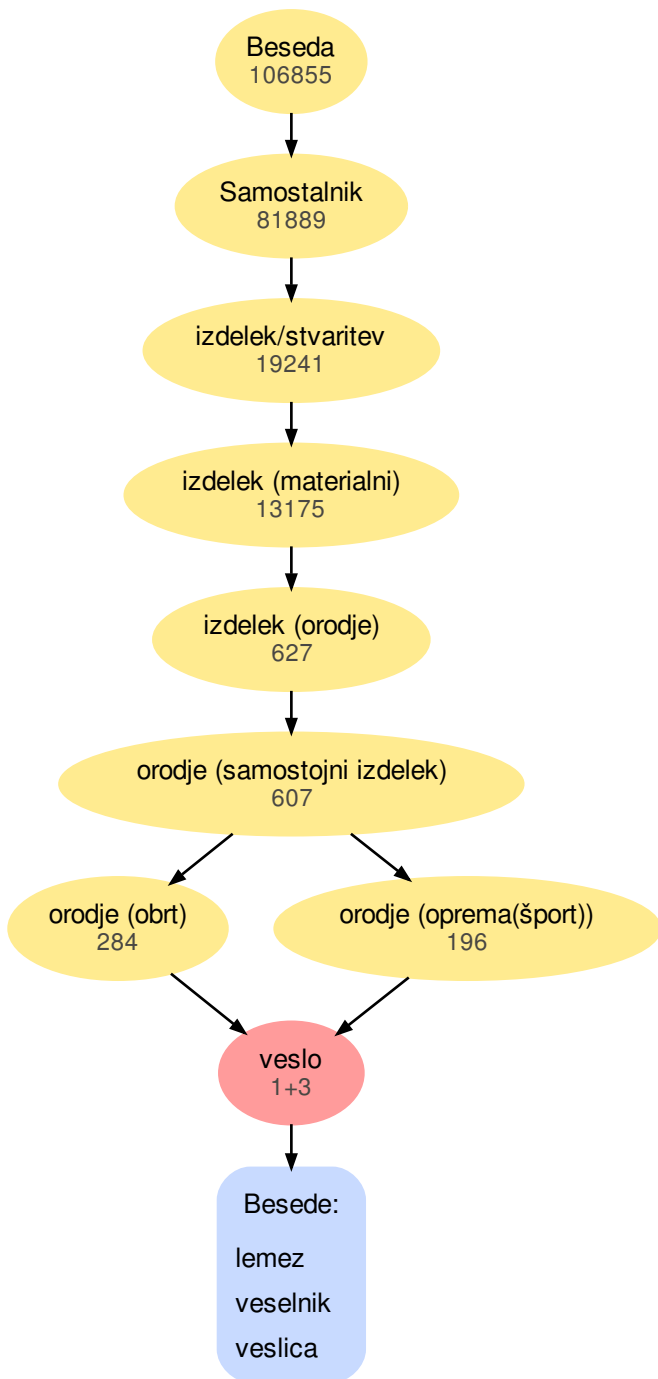 Beseda
106855
Samostalnik
81889
izdelek/stvaritev
19241
izdelek (materialni)
13175
izdelek (orodje)
627
orodje (samostojni izdelek)
607
orodje (obrt)
284
orodje (oprema(šport))
196
veslo
1+3
Besede:
lemez
veselnik
veslica